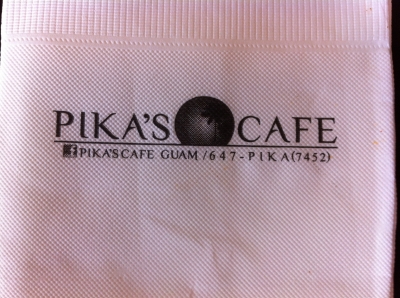 PIKA'S CAFE
PIKA'S CAFE GUAM / 647 - PIKA(7452)